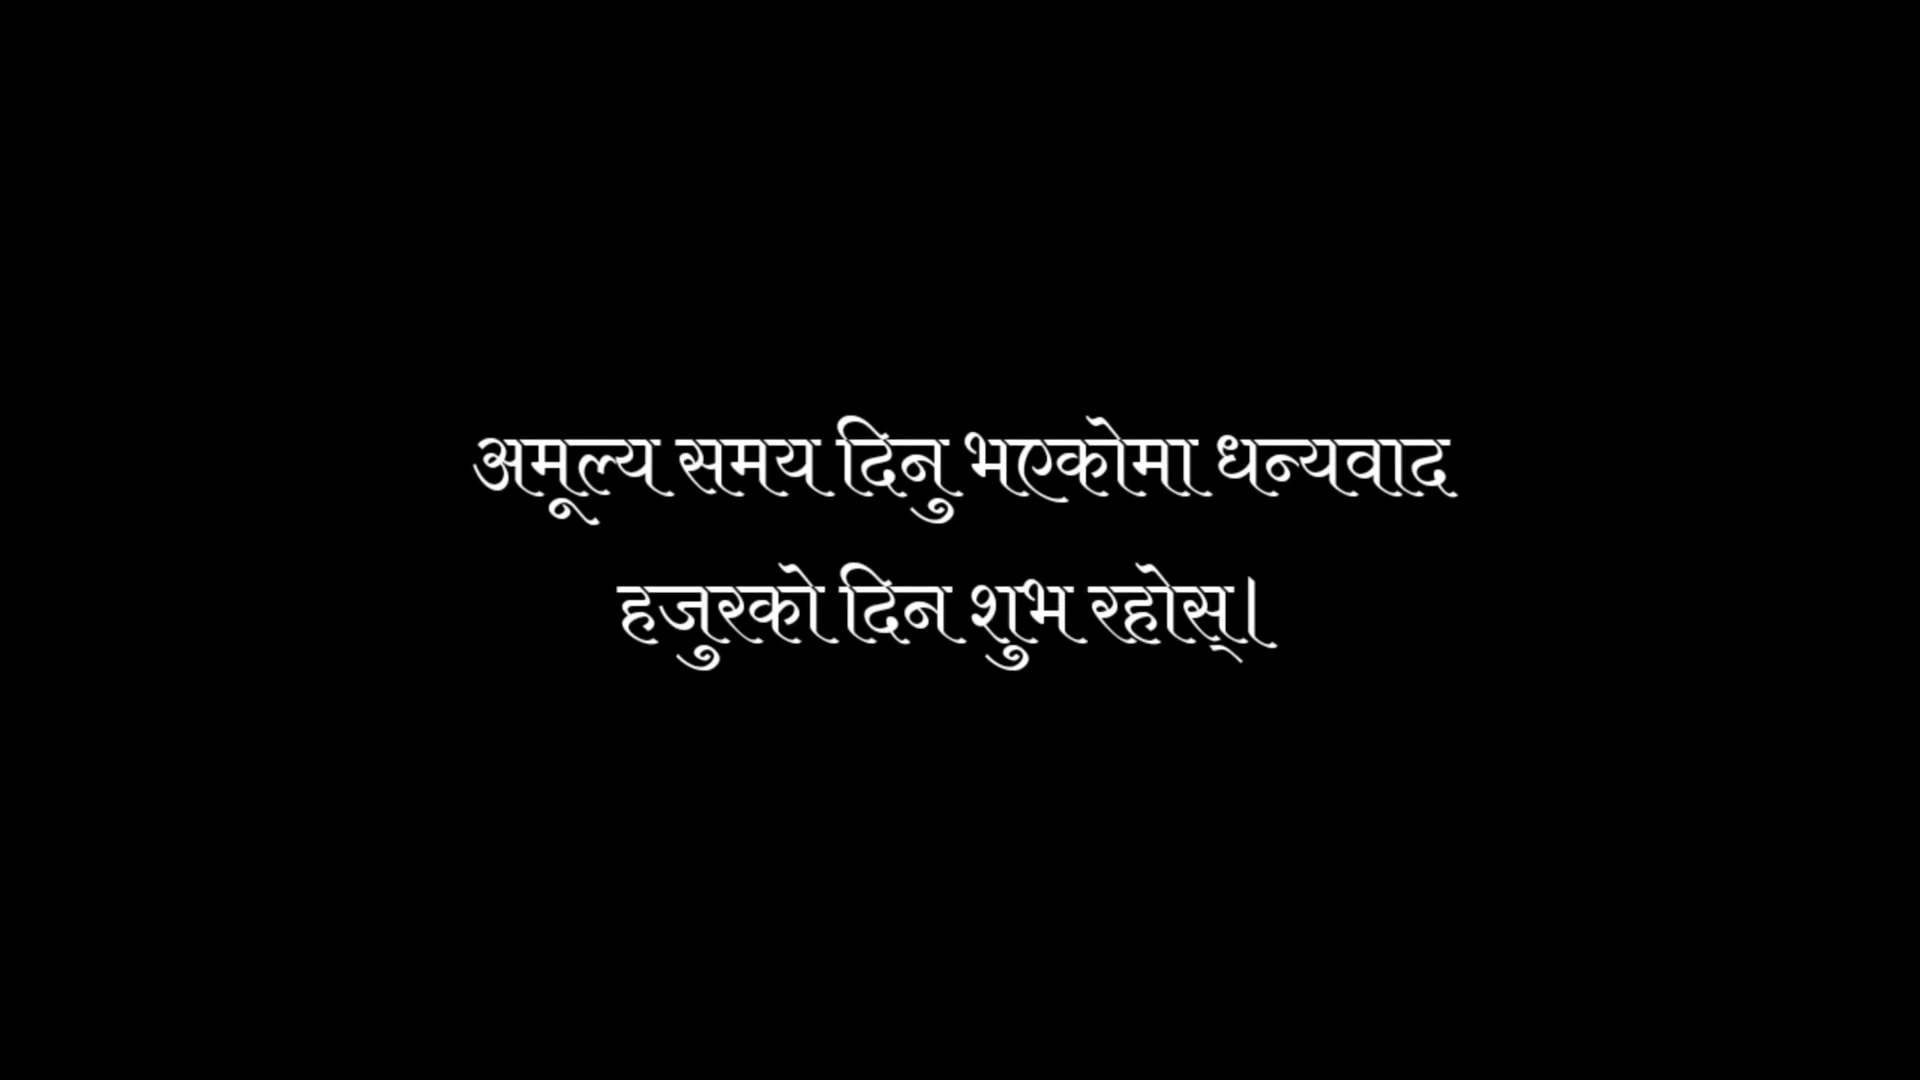 अमूल्य समय दिनु भएकोमा धन्यवाद
हजुरको दिन शुभ रहोस्।